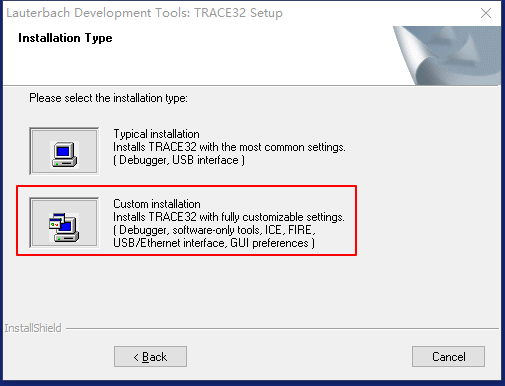 Lauterbach Development Tools: TRACE32 Setup
Installation Type
Please select the installation type:
Typical installation
Installs TRACE32 with the most common settings.
( Debugger, USB interface )
Custom installation
Installs TRACE32 with fully customizable settings.
( Debugger, software-only tools, ICE, FIRE,
USB/Ethernet interface, GUI preferences )
InstallShield
< Back
Cancel